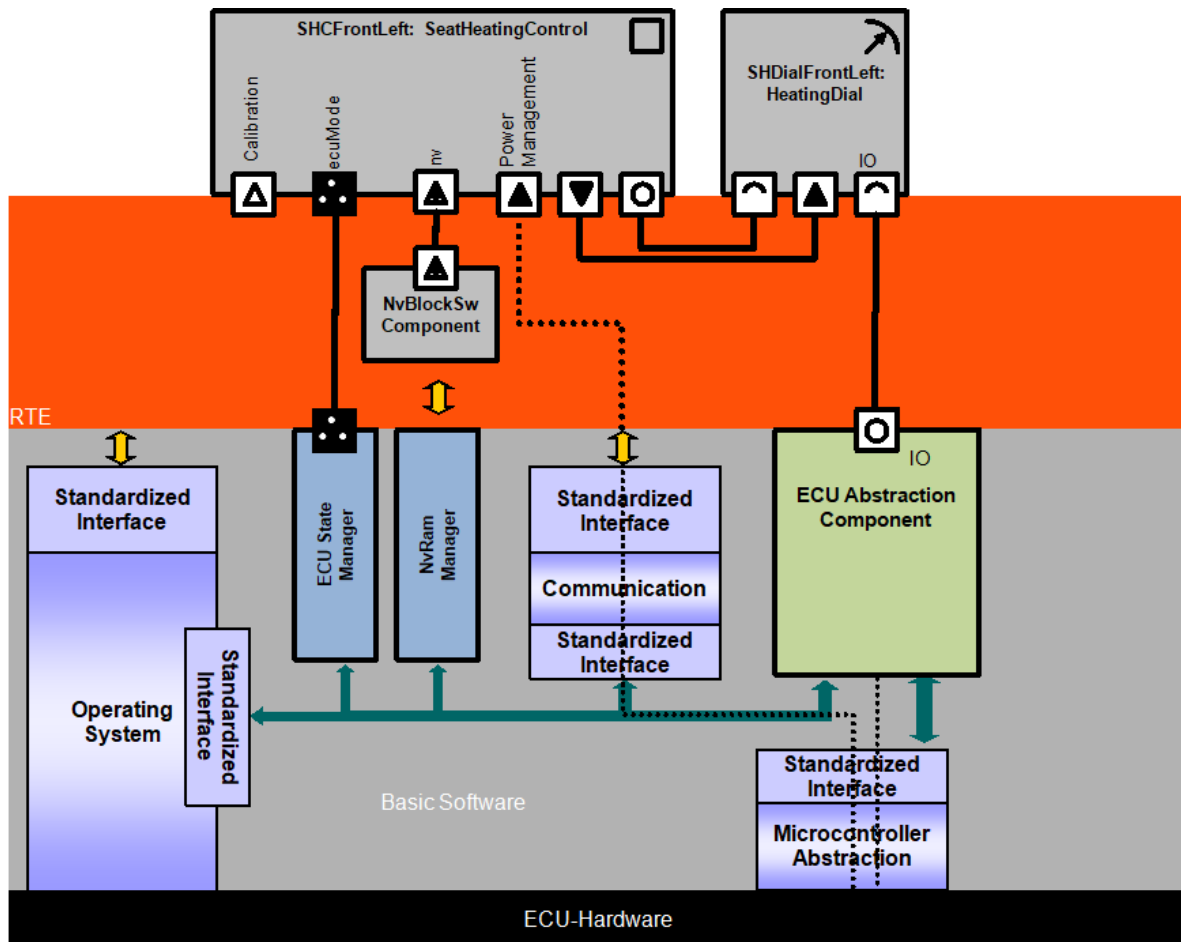 SHCFrontLeft: SeatHeatingControl
SHDialFrontLeft:
HeatingDial
Calibration
ecuMode
nv
Power
Management
IO
NvBlockSw
Component
RTE
Standardized
Interface
Operating
System
Standardized
Interface
ECU State
Manager
NvRam
Manager
Standardized
Interface
Communication
Standardized
Interface
IO
ECU Abstraction
Component
Standardized
Interface
Microcontroller
Abstraction
Basic Software
ECU-Hardware